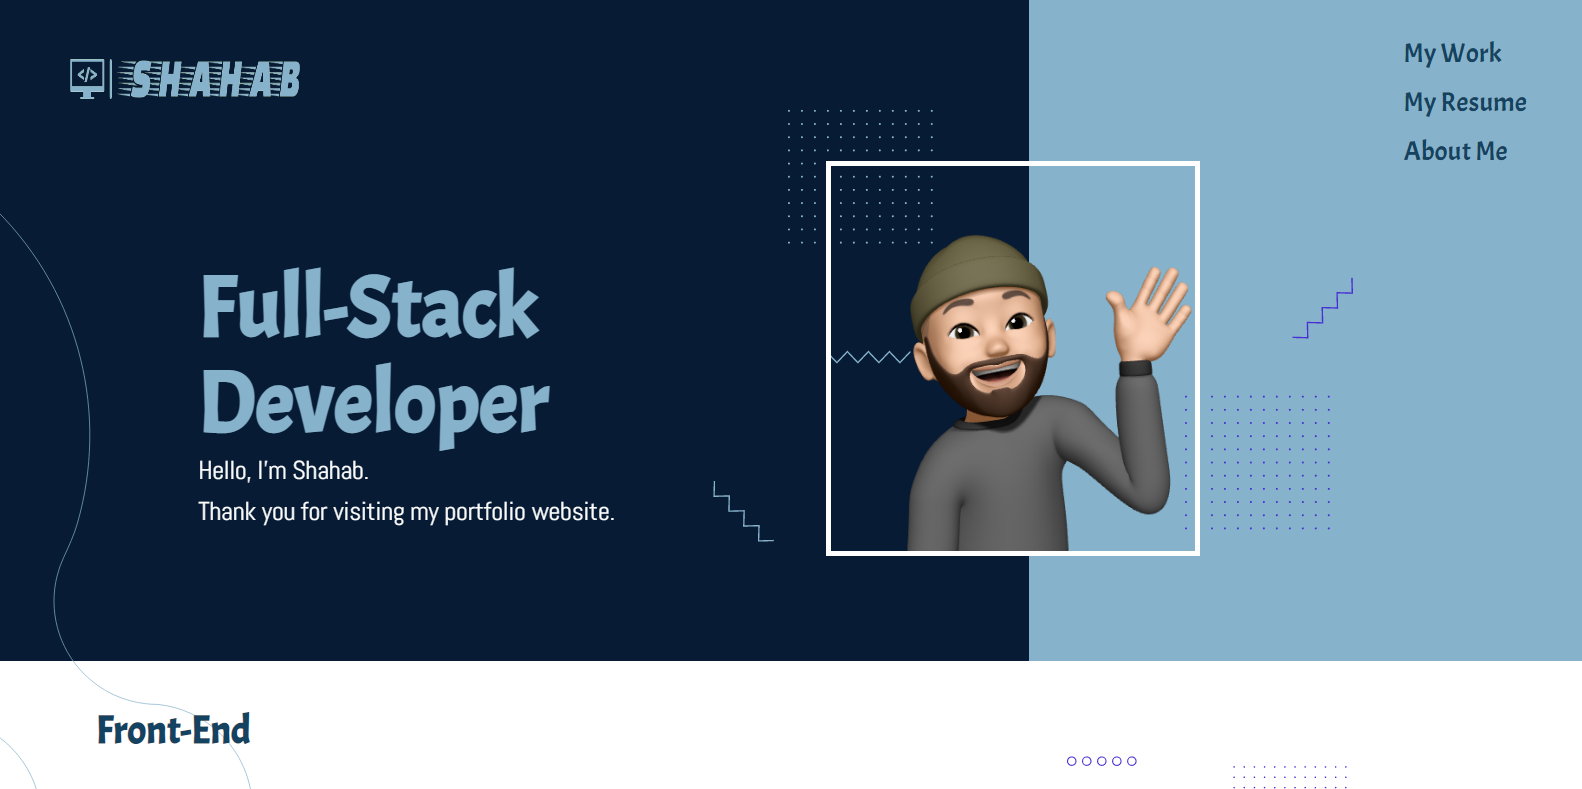 SHAHAB
My Work
My Resume
About Me
Full-Stack
Developer
Hello, I'm Shahab.
Thank you for visiting my portfolio website.
Front-End